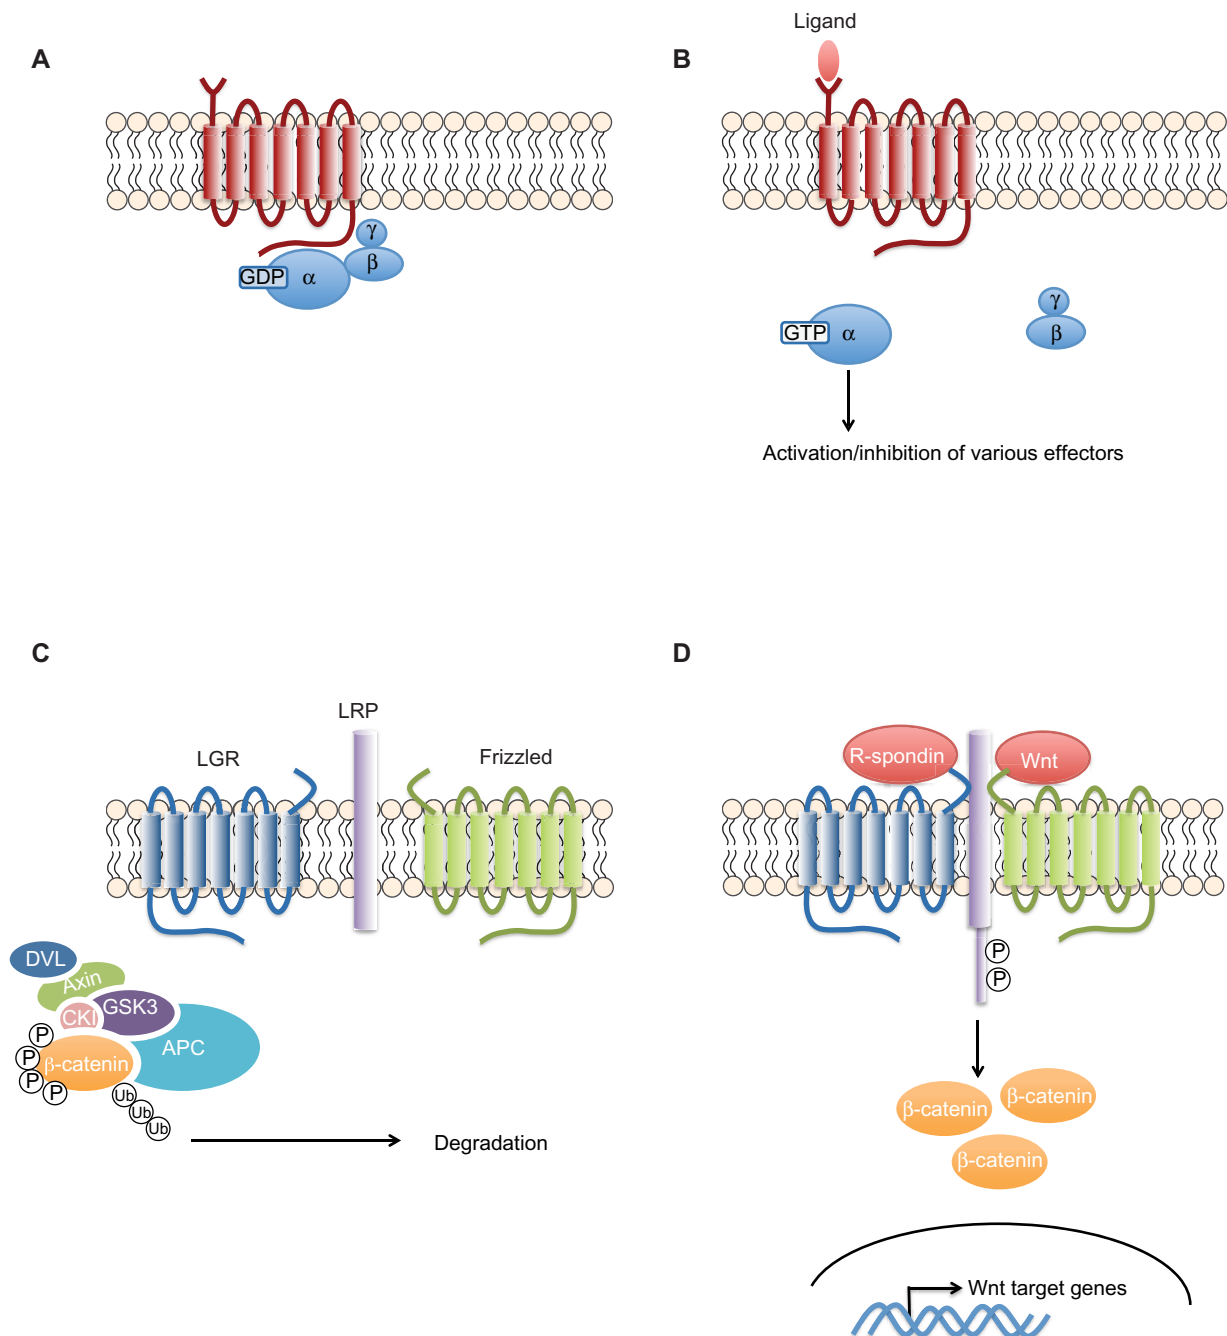 A
GDP
α
β
γ
B
Ligand
GTP
α
γ
β
Activation/inhibition of various effectors
C
LGR
LRP
Frizzled
DVL
Axin
CKI
GSK3
APC
β-catenin
P
P
P
P
Ub
Ub
Ub
Degradation
D
R-spondin
Wnt
P
P
β-catenin
β-catenin
β-catenin
Wnt target genes